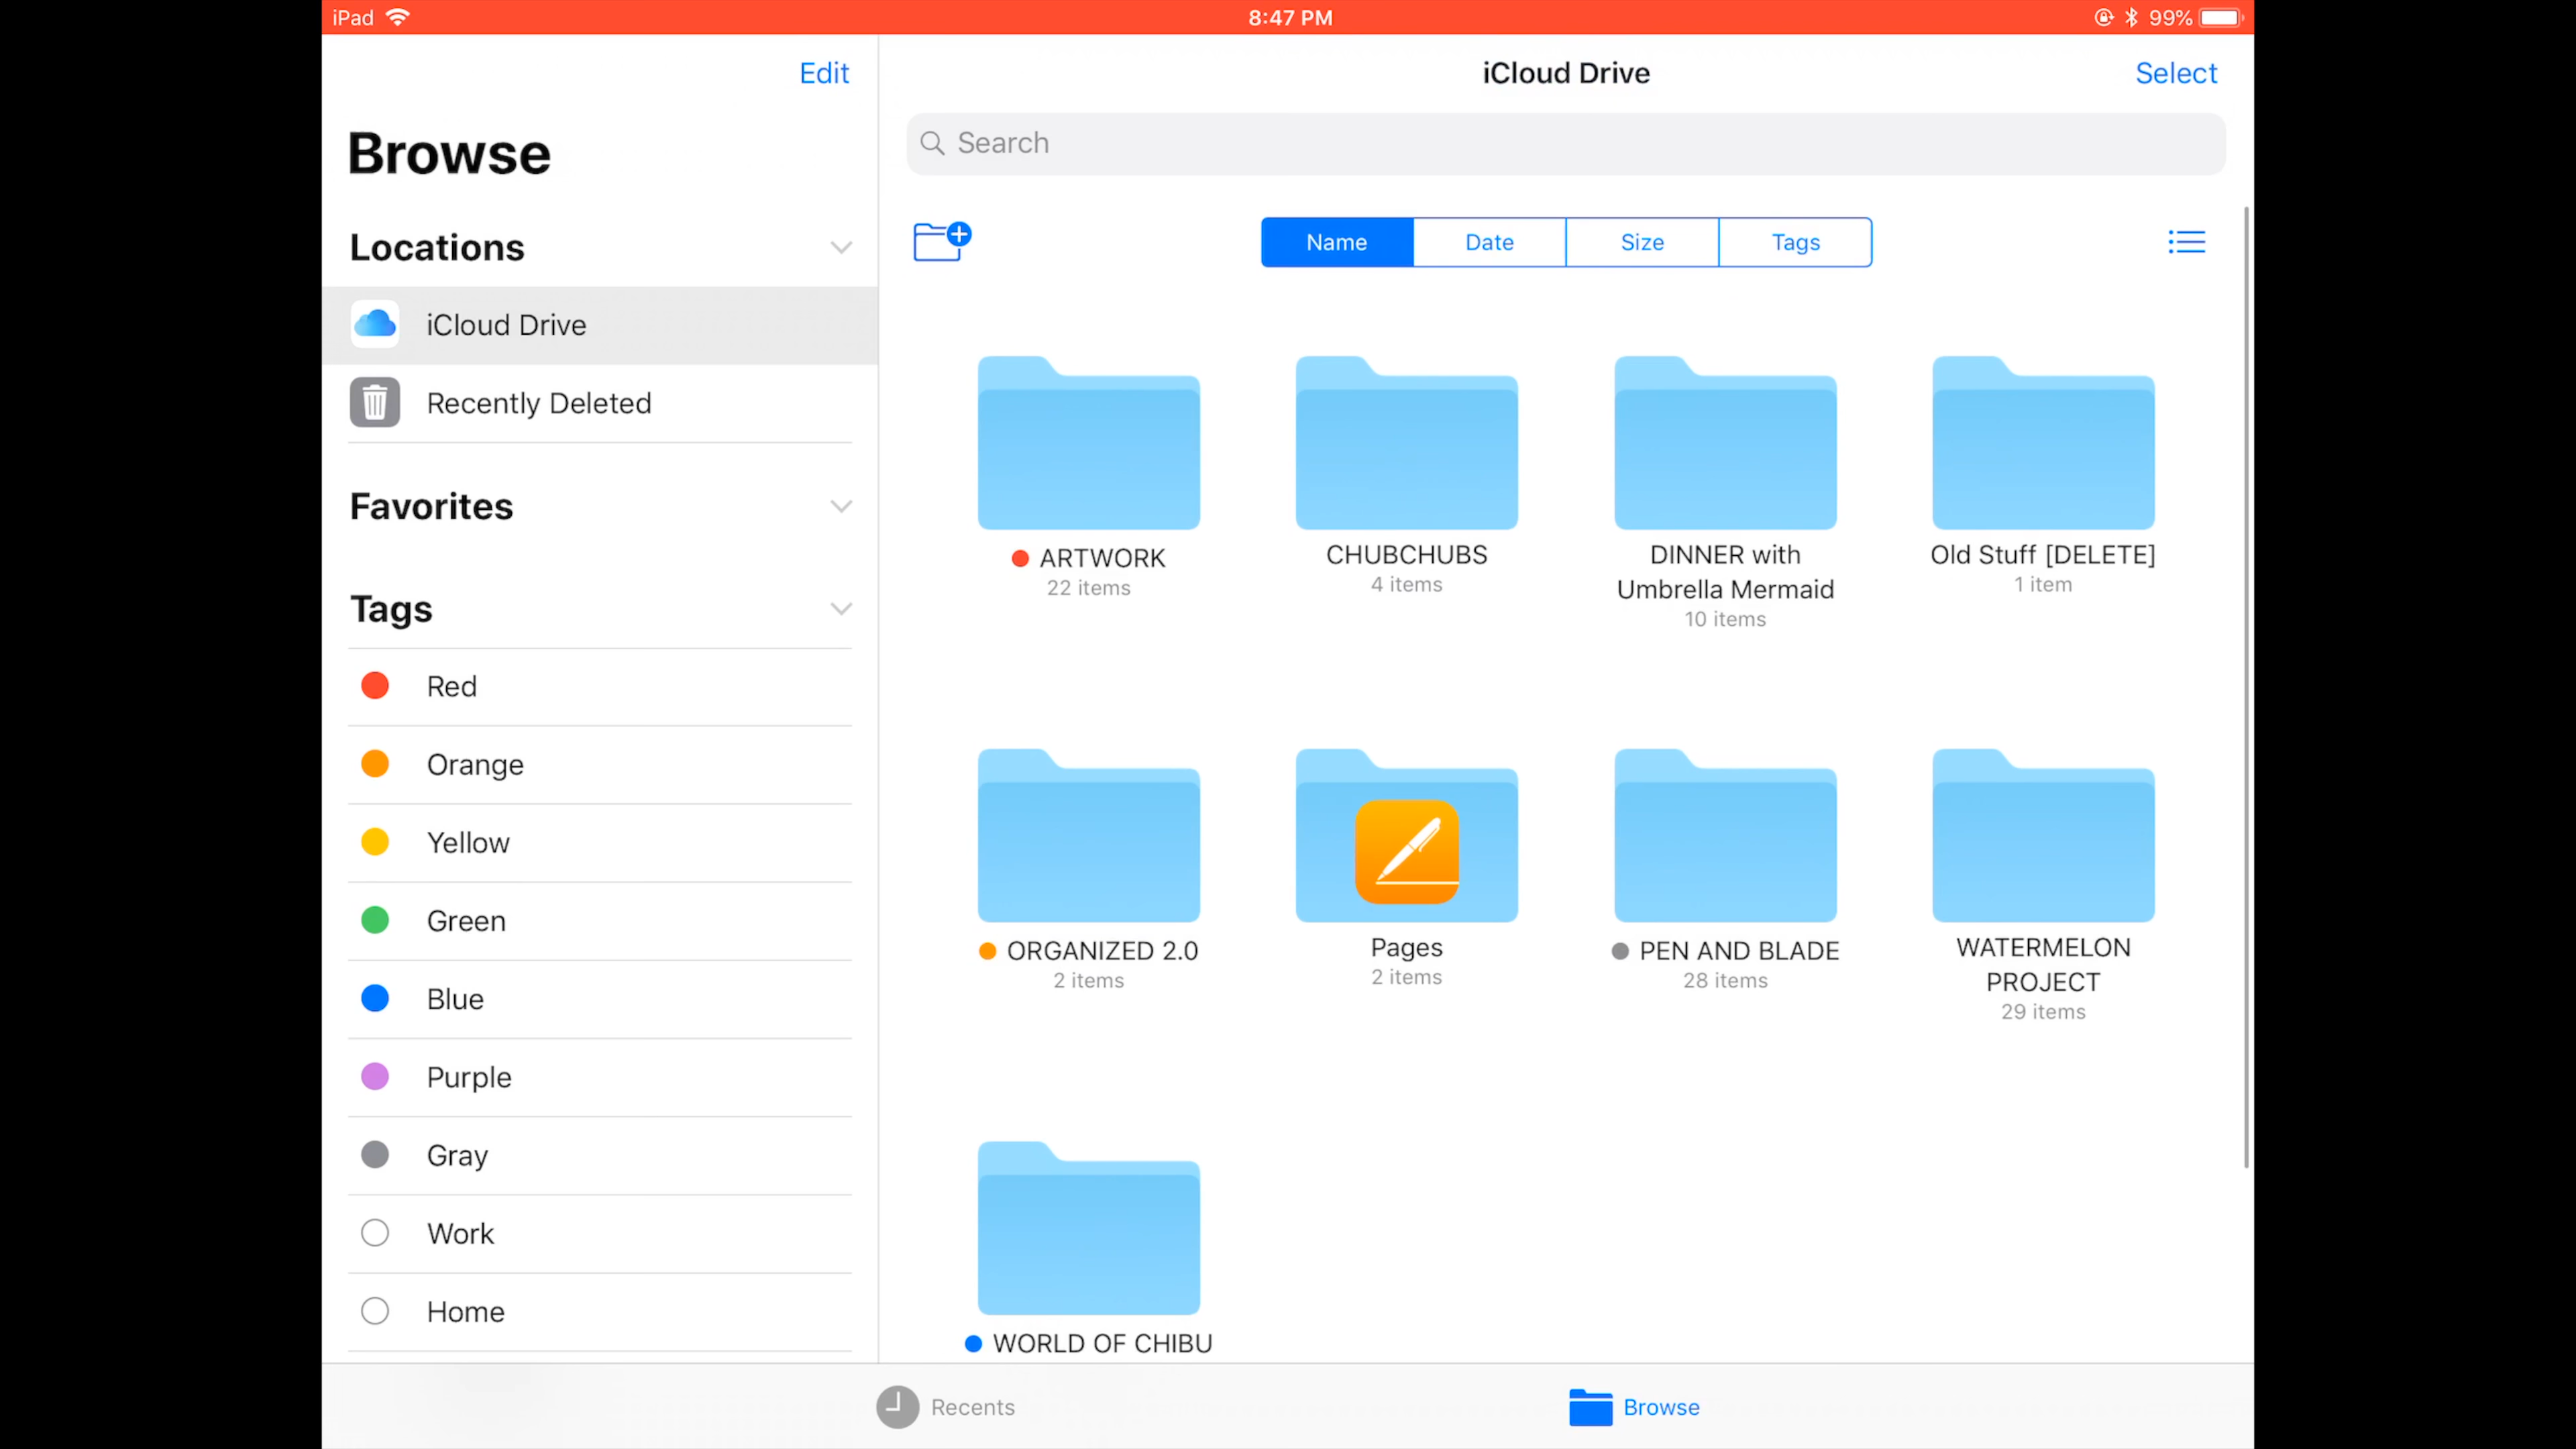 iPad
8:47 PM
99%
Edit
Browse
Locations
iCloud Drive
Recently Deleted
Favorites
Tags
Red
Orange
Yellow
Green
Blue
Purple
Gray
Work
Home
iCloud Drive
Select
Search
Name Date Size Tags
ARTWORK
22 items
CHUBCHUBS
4 items
DINNER with
Umbrella Mermaid
10 items
Old Stuff [DELETE]
1 item
ORGANIZED 2.0
2 items
Pages
2 items
PEN AND BLADE
28 items
WATERMELON
PROJECT
29 items
WORLD OF CHIBU
Recents
Browse